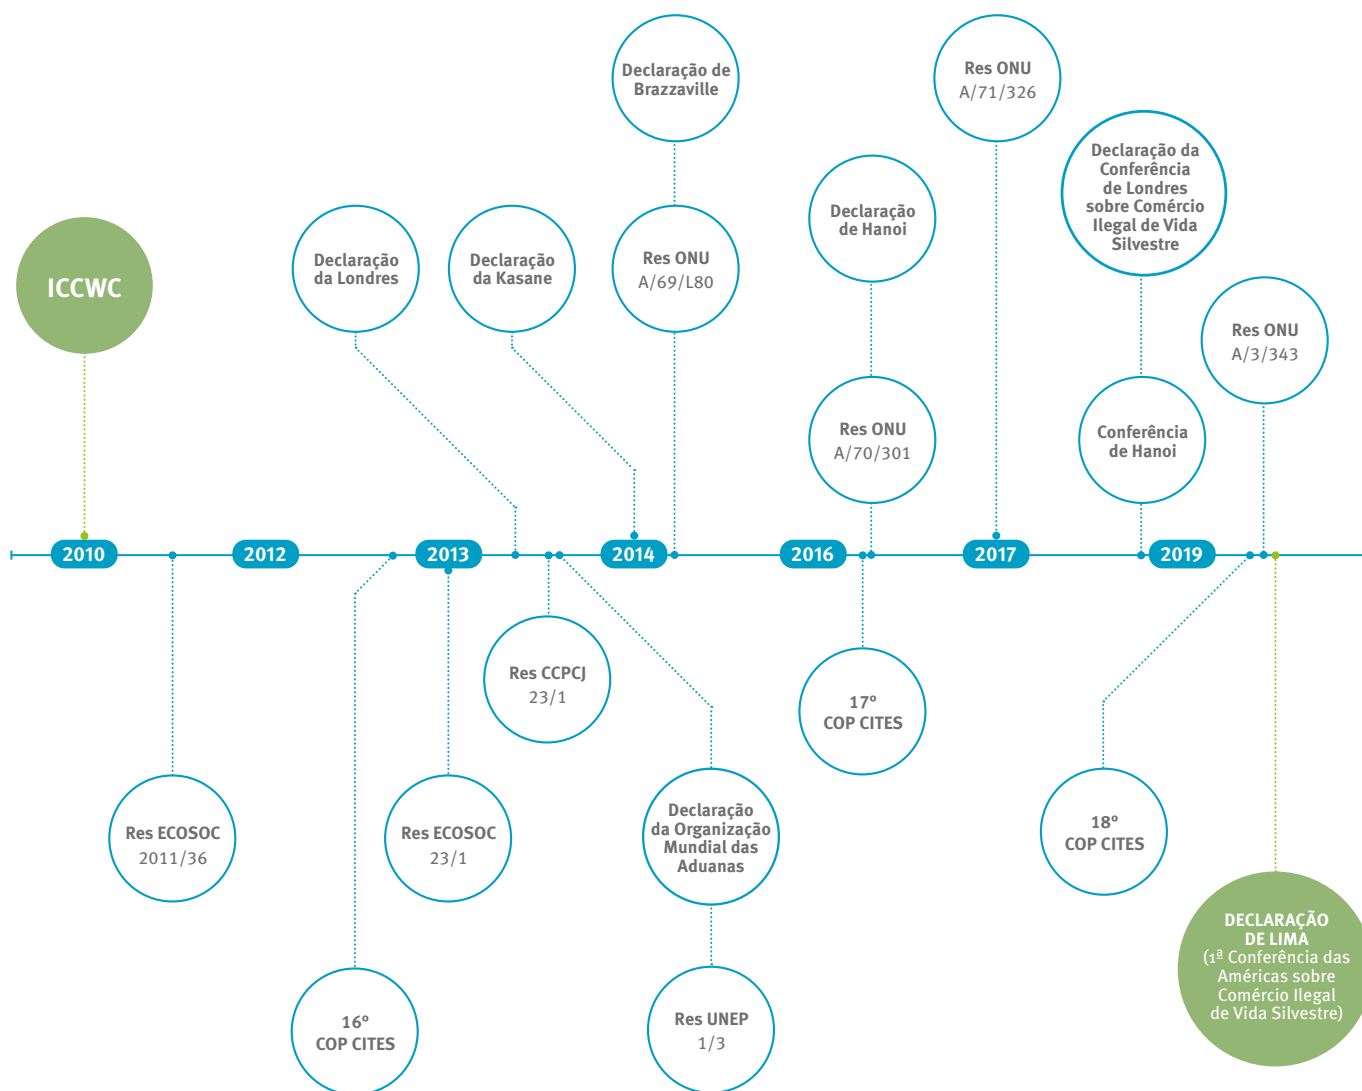 Declaração de
Brazzaville
Res ONU
A/71/326
Declaração da
Conferência
de Londres
sobre Comércio
Ilegal de Vida
Silvestre
Declaração
de Hanoi
ICCWC
Declaração
da Londres
Declaração
da Kasane
Res ONU
A/69/L80
Res ONU
A/3/343
Res ONU
A/70/301
Conferência
de Hanoi
2010
2012
2013
2014
2016
2017
2019
Res CCPCJ
23/1
17º
COP CITES
Res ECOSOC
2011/36
Res ECOSOC
23/1
Declaração
da Organização
Mundial das
Aduanas
18º
COP CITES
DECLARAÇÃO
DE LIMA
(1ª Conferência das
Américas sobre
Comércio Ilegal
de Vida Silvestre)
16º
COP CITES
Res UNEP
1/3